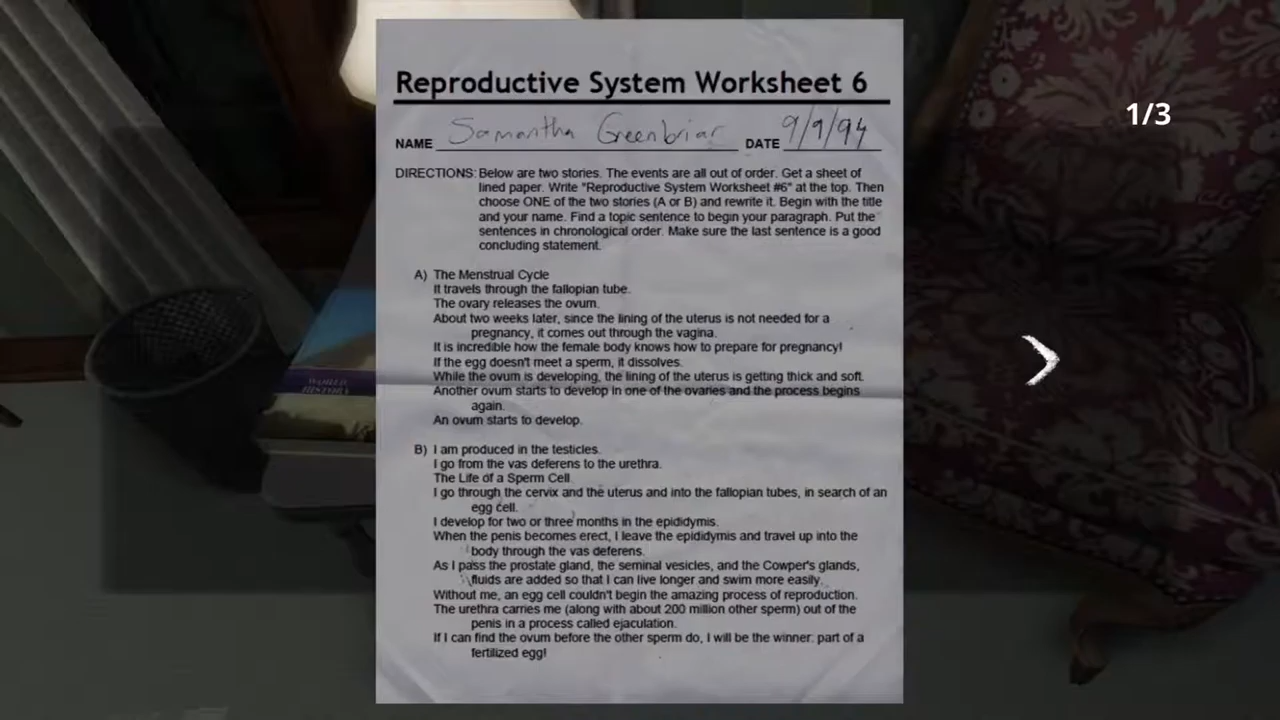 Reproductive System Worksheet 6
1/3
NAME Samantha Greenbriar DATE 9/9/94
DIRECTIONS: Below are two stories. The events are all out of order. Get a sheet of
lined paper. Write "Reproductive System Worksheet #6" at the top. Then
choose ONE of the two stories (A or B) and rewrite it. Begin with the title
and your name. Find a topic sentence to begin your paragraph. Put the
sentences in chronological order. Make sure the last sentence is a good
concluding statement.
A) The Menstrual Cycle
It travels through the fallopian tube.
The ovary releases the ovum.
About two weeks later, since the lining of the uterus is not needed for a
pregnancy, it comes out through the vagina.
It is incredible how the female body knows how to prepare for pregnancy!
If the egg doesn't meet a sperm, it dissolves.
While the ovum is developing, the lining of the uterus is getting thick and soft.
Another ovum starts to develop in one of the ovaries and the process begins
again.
An ovum starts to develop.
WORLD
HISTORY
B) I am produced in the testicles.
I go from the vas deferens to the urethra.
The Life of a Sperm Cell
I go through the cervix and the uterus and into the fallopian tubes, in search of an
egg cell.
I develop for two or three months in the epididymis.
When the penis becomes erect, I leave the epididymis and travel up into the
body through the vas deferens.
As I pass the prostate gland, the seminal vesicles, and the Cowper's glands,
fluids are added so that I can live longer and swim more easily.
Without me, an egg cell couldn't begin the amazing process of reproduction.
The urethra carries me (along with about 200 million other sperm) out of the
penis in a process called ejaculation.
If I can find the ovum before the other sperm do, I will be the winner: part of a
fertilized egg!